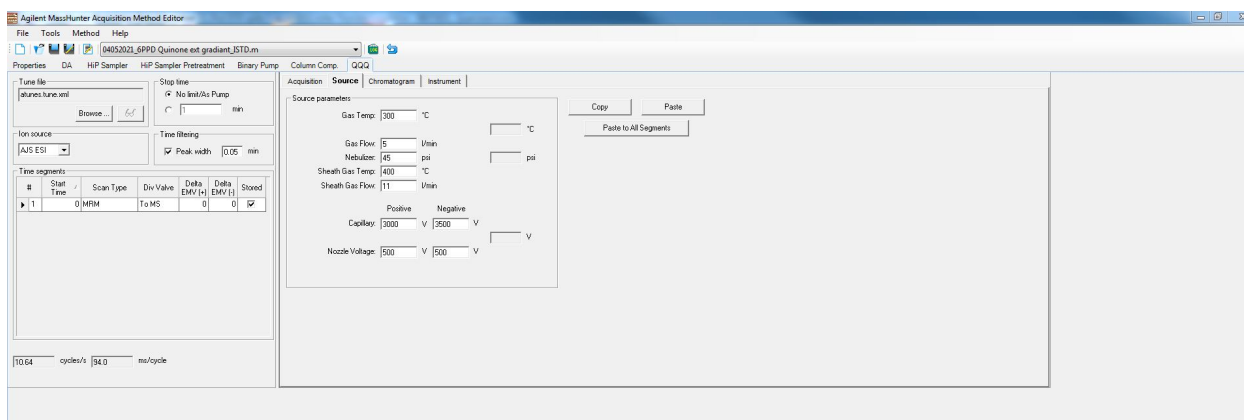 Agilent MassHunter Acquisition Method Editor
File Tools Method Help
04052021_6PPD Quinone ext gradiant_ISTD.m
Properties DA HiP Sampler HiP Sampler Pretreatment Binary Pump Column Comp. QQQ
Tune file
atunes.tune.xml
Browse ...
Stop time
No limit/As Pump
1 min
Ion source
AJS ESI
Time filtering
Peak width 0.05 min
Time segments
# Start Time Scan Type Div Valve Delta EMV (+) Delta EMV (-) Stored
1 0 MRM To MS 0 0
10.64 cycles/s 94.0 ms/cycle
Acquisition Source Chromatogram Instrument
Source parameters
Gas Temp: 300 °C
°C
Gas Flow: 5 l/min
Nebulizer: 45 psi psi
Sheath Gas Temp: 400 °C
Sheath Gas Flow: 11 l/min
Positive Negative
Capillary: 3000 V 3500 V
V
Nozzle Voltage: 500 V 500 V
Copy Paste
Paste to All Segments